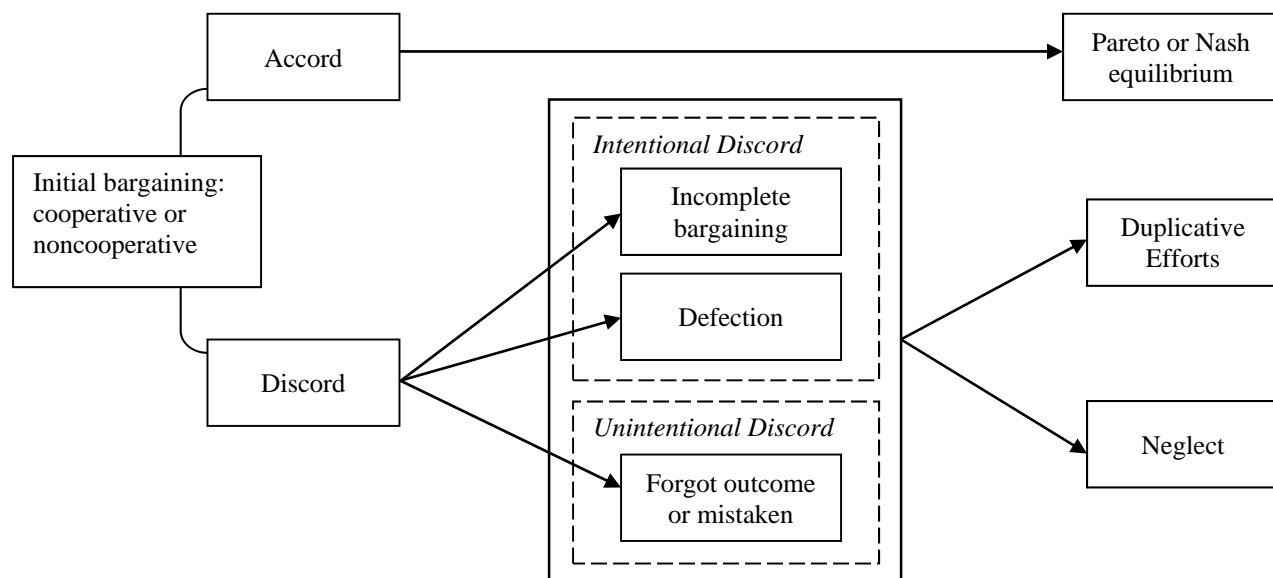 Accord
Pareto or Nash
equilibrium
Initial bargaining:
cooperative or
noncooperative
Intentional Discord
Incomplete
bargaining
Defection
Duplicative
Efforts
Discord
Unintentional Discord
Forgot outcome
or mistaken
Neglect